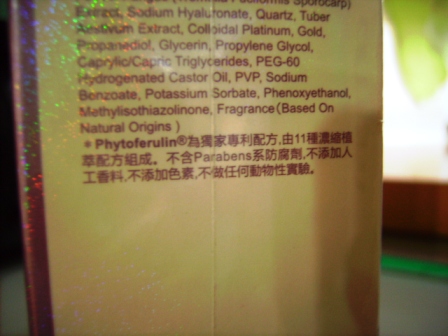 (Tremella Fuciformis Sporocarp)
Extract, Sodium Hyaluronate, Quartz, Tuber
Extract, Colloidal Platinum, Gold,
Propanediol, Glycerin, Propylene Glycol,
Caprylic/Capric Triglycerides, PEG-60
Hydrogenated Castor Oil, PVP, Sodium
Benzoate, Potassium Sorbate, Phenoxyethanol,
Methylisothiazolinone, Fragrance(Based On
Natural Origins )
* Phytoferulin®為獨家專利配方,由11種濃縮植
萃配方組成。不含Parabens系防腐劑,不添加人
工香料,不添加色素,不做任何動物性實驗。